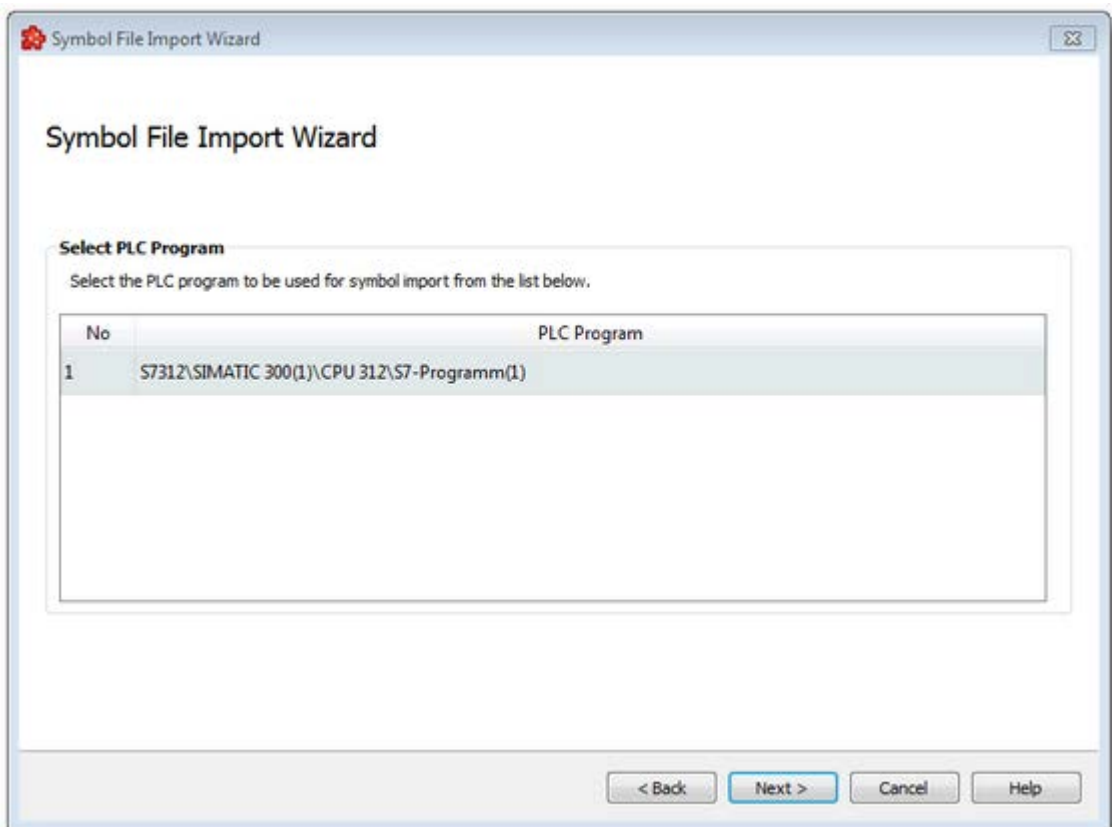 Symbol File Import Wizard
Symbol File Import Wizard
Select PLC Program
Select the PLC program to be used for symbol import from the list below.
No PLC Program
1 S7312\SIMATIC 300(1)\CPU 312\S7-Programm(1)
< Back Next > Cancel Help